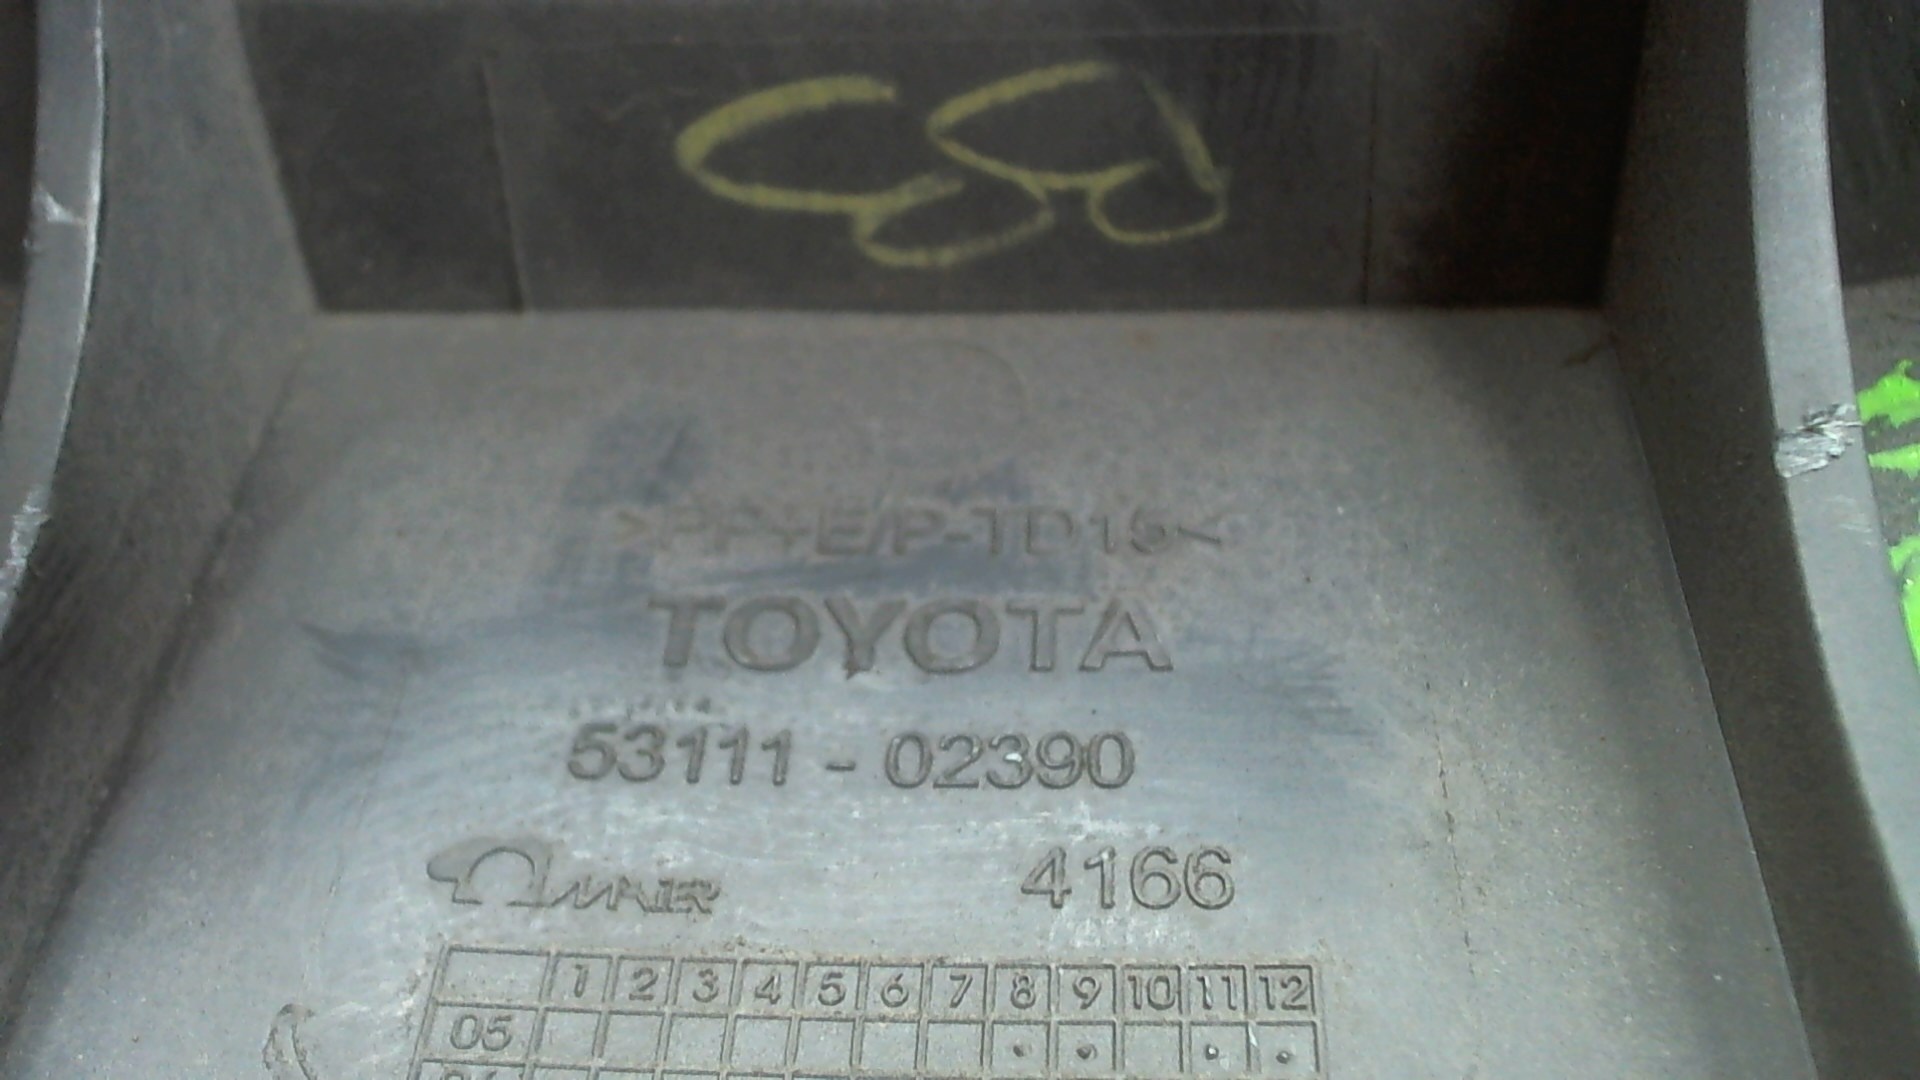 >PP+E/P-TD15<
TOYOTA
53111-02390
MAIER 4166
1 2 3 4 5 6 7 8 9 10 11 12
05